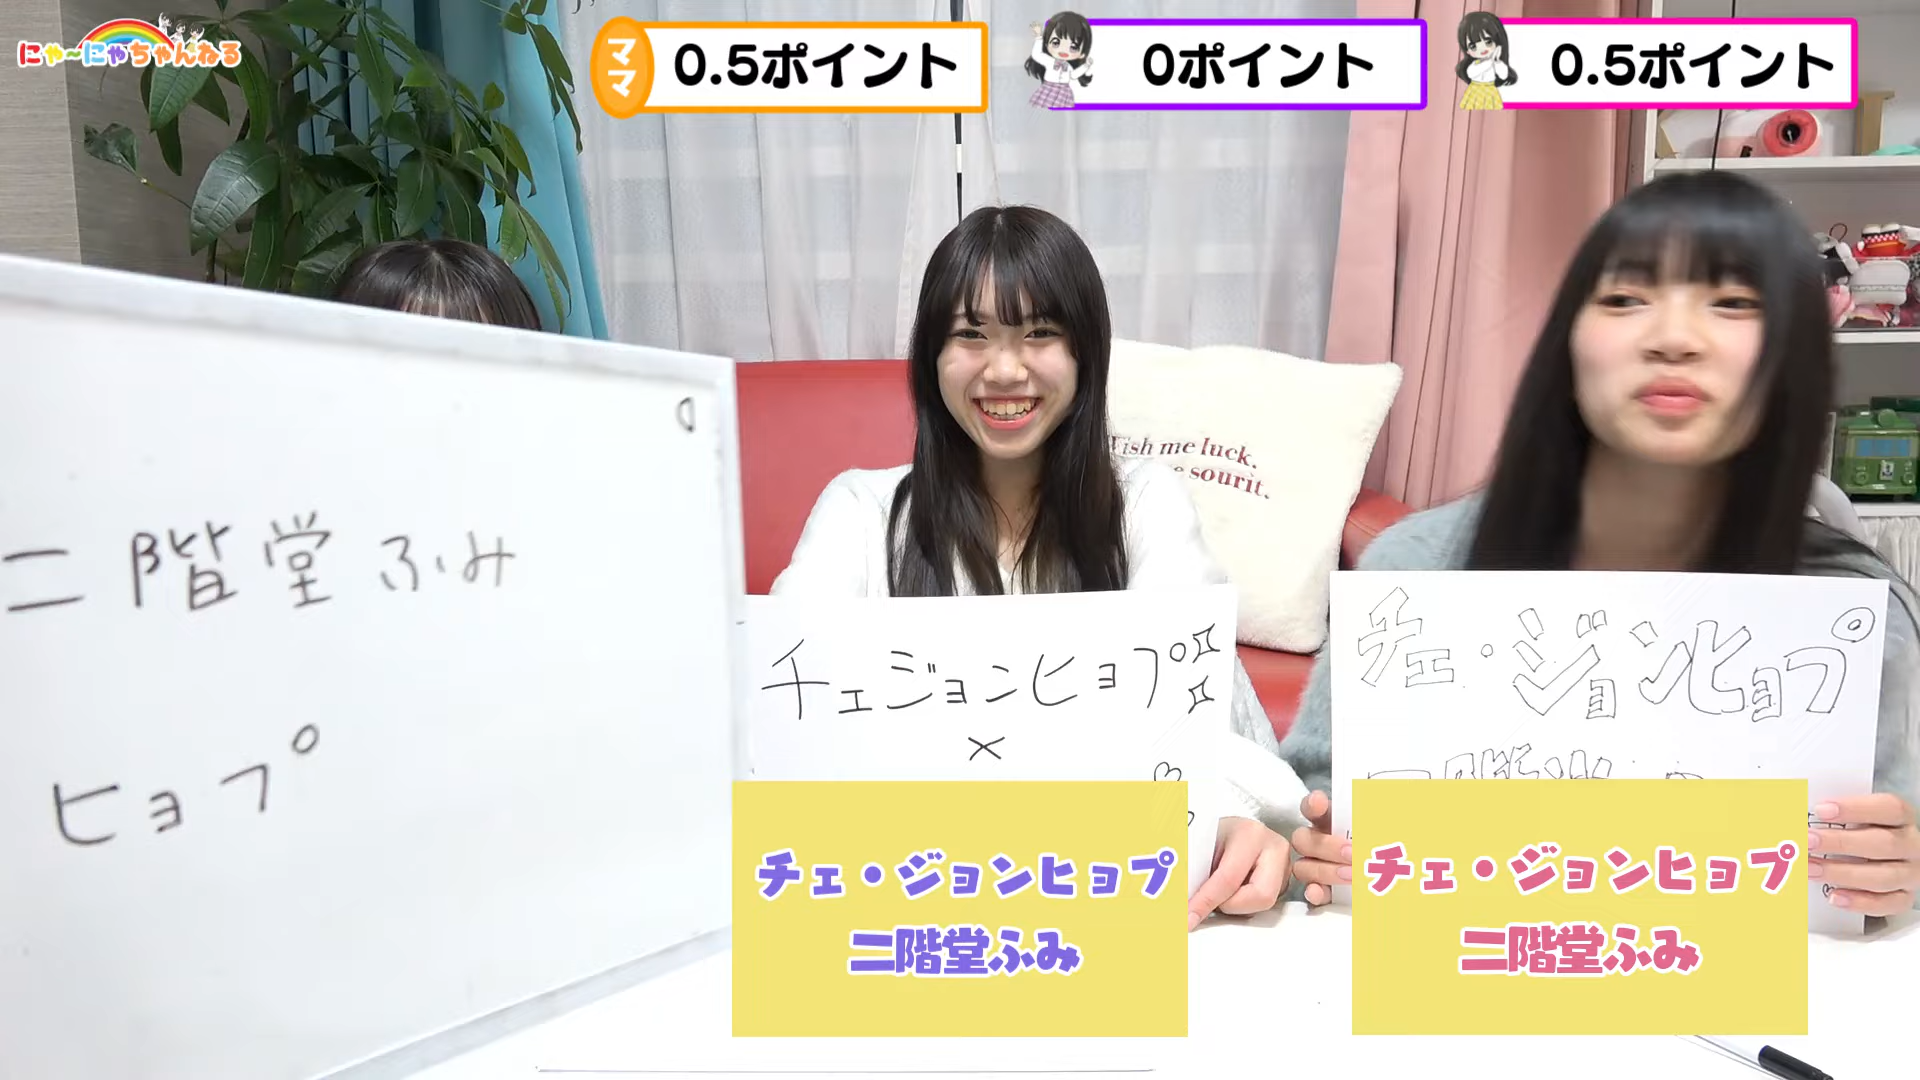 にゃ～にゃちゃんねる
ママ
0.5ポイント
0ポイント
0.5ポイント
Wish me luck.
sourit.
二階堂ふみ
ヒョプ
チェジョンヒョプ
×
チェ・ジョンヒョプ
チェ・ジョンヒョプ
二階堂ふみ
チェ・ジョンヒョプ
二階堂ふみ